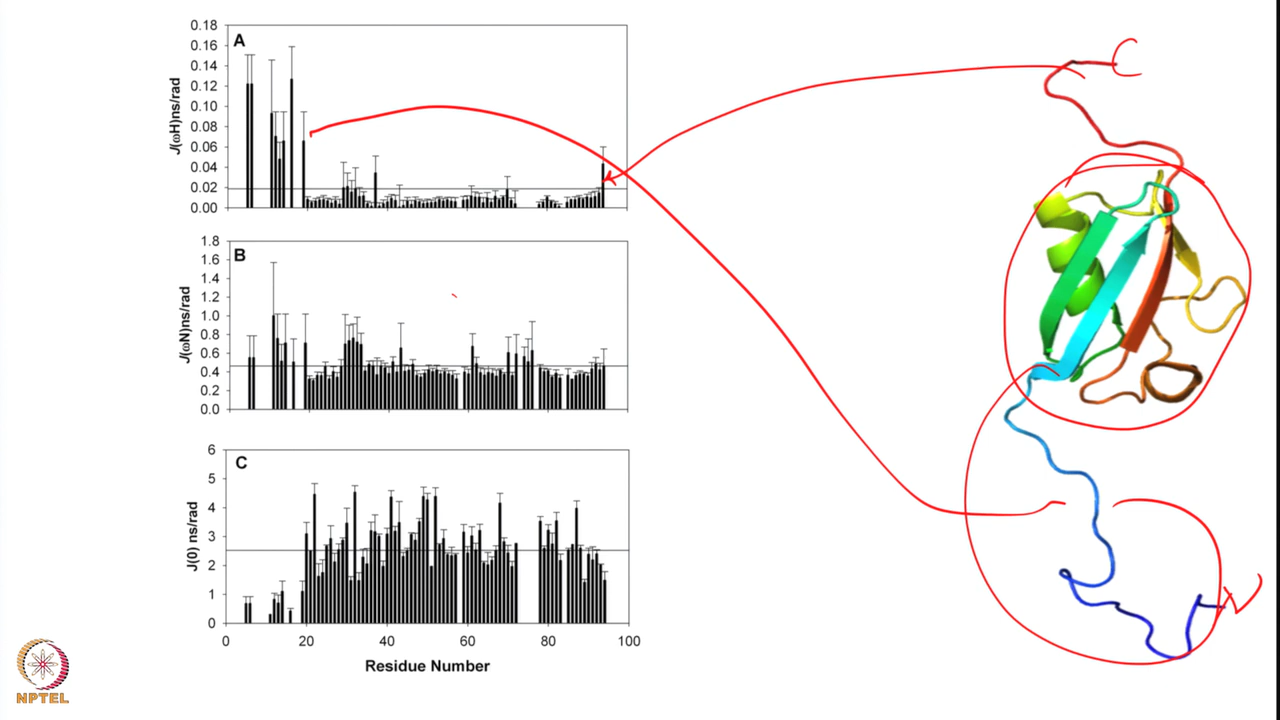 A
J(ωH)ns/rad
0.18
0.16
0.14
0.12
0.10
0.08
0.06
0.04
0.02
0.00
B
J(ωN)ns/rad
1.8
1.6
1.4
1.2
1.0
0.8
0.6
0.4
0.2
0.0
C
J(0) ns/rad
6
5
4
3
2
1
0
0 20 40 60 80 100
Residue Number
C
N
NPTEL